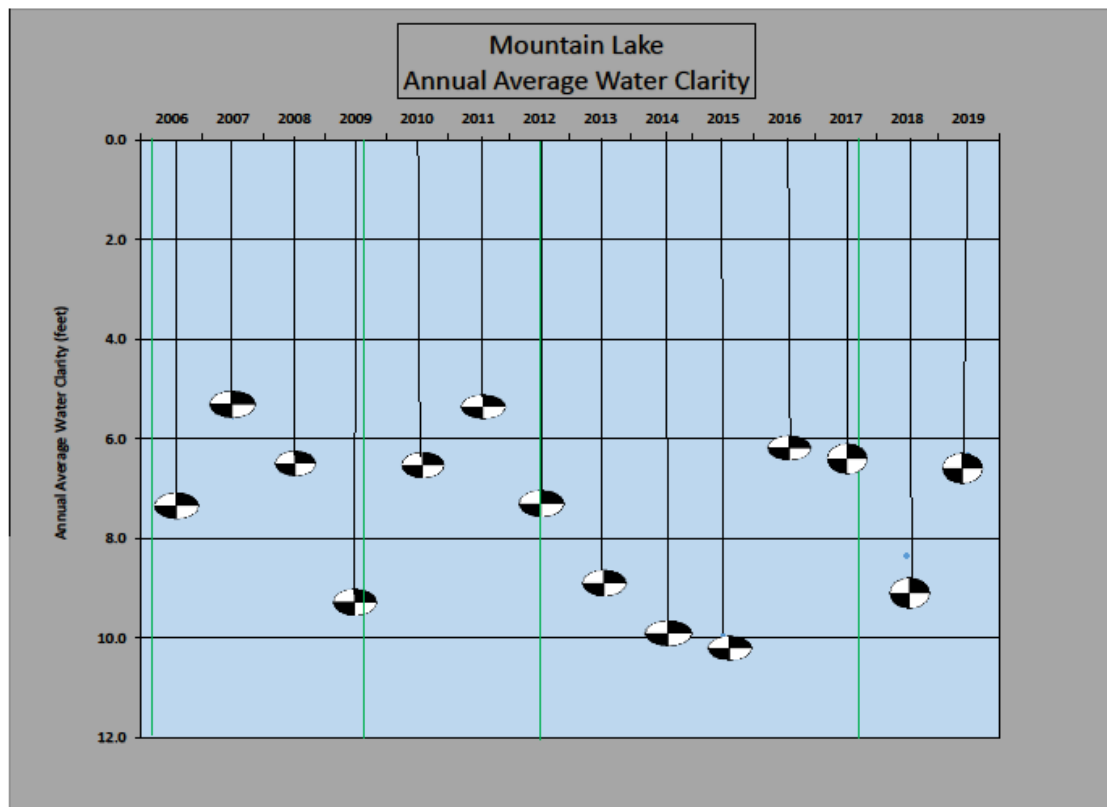 Mountain Lake
Annual Average Water Clarity
2006 2007 2008 2009 2010 2011 2012 2013 2014 2015 2016 2017 2018 2019
0.0
2.0
4.0
6.0
8.0
10.0
12.0
Annual Average Water Clarity (feet)